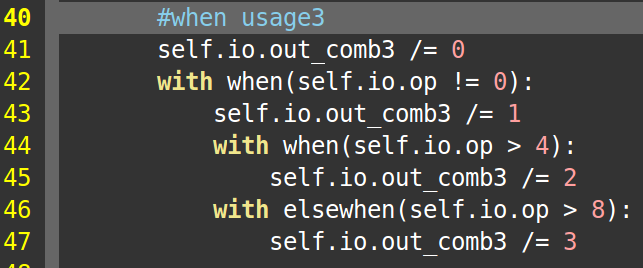 40 #when usage3
41 self.io.out_comb3 /= 0
42 with when(self.io.op != 0):
43 self.io.out_comb3 /= 1
44 with when(self.io.op > 4):
45 self.io.out_comb3 /= 2
46 with elsewhen(self.io.op > 8):
47 self.io.out_comb3 /= 3